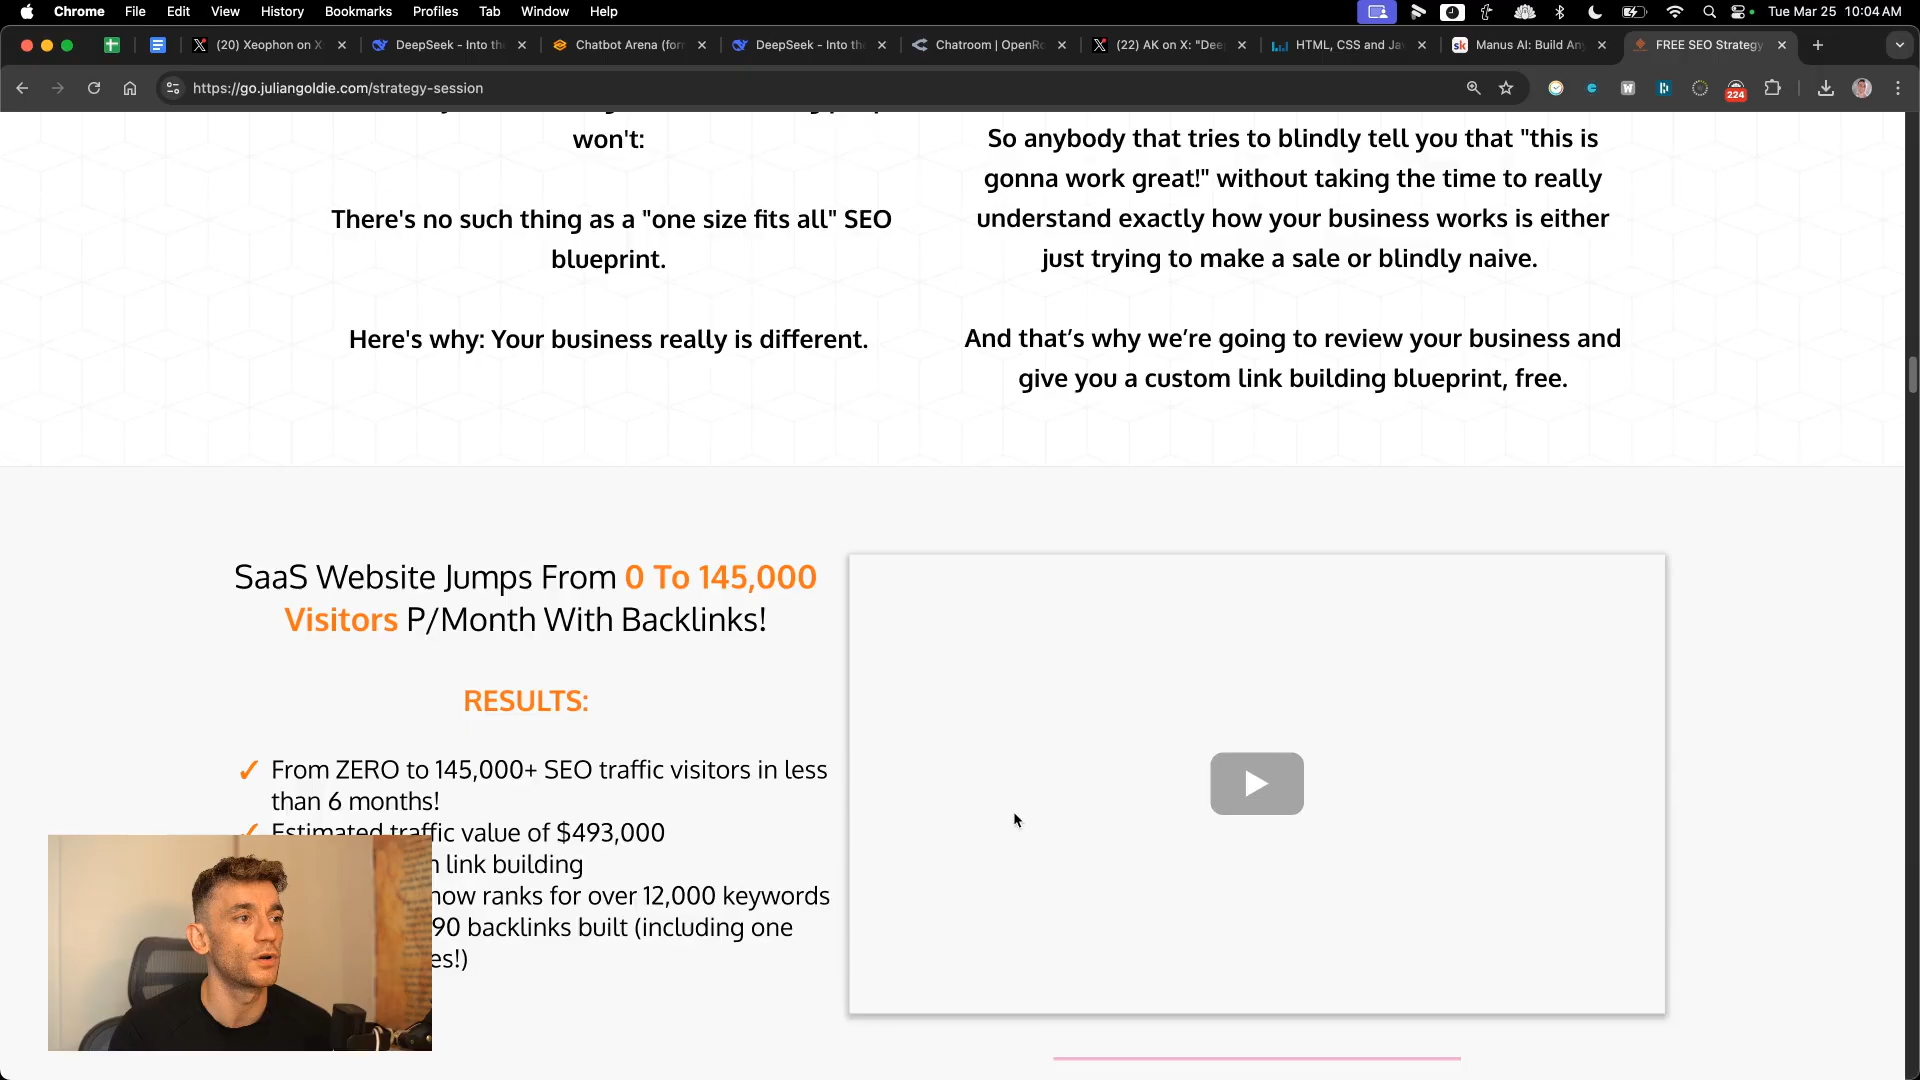 Chrome File Edit View History Bookmarks Profiles Tab Window Help Tue Mar 25 10:04 AM
(20) Xeophon on X DeepSeek - Into the Chatbot Arena (for DeepSeek - Into the Chatroom | OpenRo (22) AK on X: "Dee HTML, CSS and Ja Manus AI: Build An FREE SEO Strategy
https://go.juliangoldie.com/strategy-session
224
won't:
There's no such thing as a "one size fits all" SEO
blueprint.
Here's why: Your business really is different.
So anybody that tries to blindly tell you that "this is
gonna work great!" without taking the time to really
understand exactly how your business works is either
just trying to make a sale or blindly naive.
And that’s why we’re going to review your business and
give you a custom link building blueprint, free.
SaaS Website Jumps From 0 To 145,000
Visitors P/Month With Backlinks!
RESULTS:
✓ From ZERO to 145,000+ SEO traffic visitors in less
than 6 months!
✓ Estimated traffic value of $493,000
link building
now ranks for over 12,000 keywords
90 backlinks built (including one
es!)